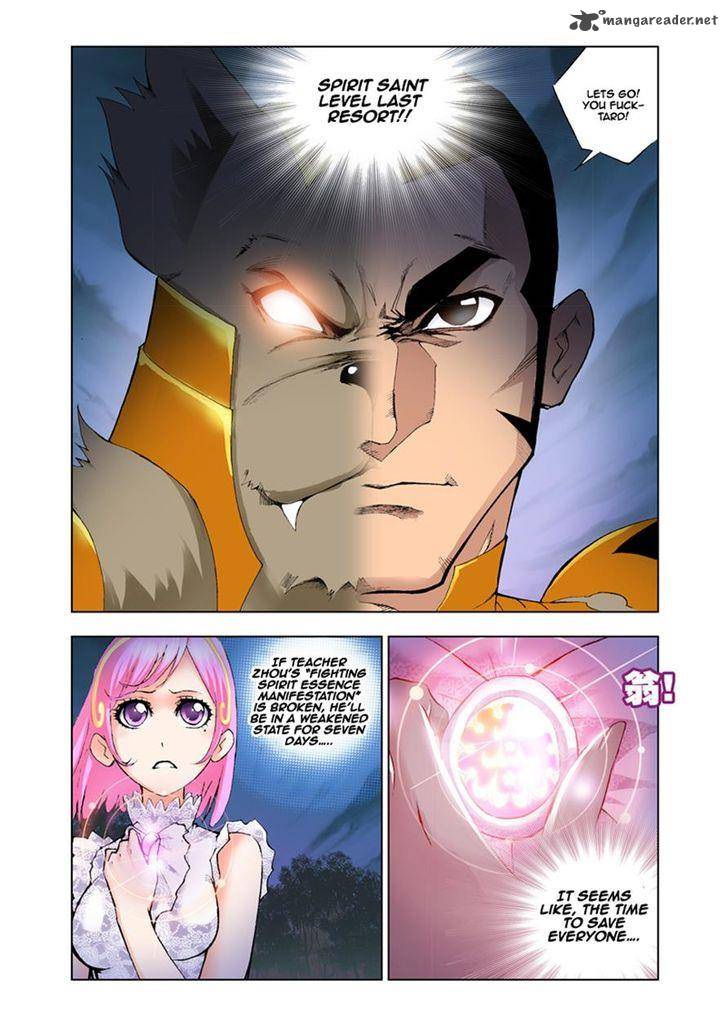 mangareader.net
SPIRIT SAINT
LEVEL LAST
RESORT!!
LETS GO!
YOU FUCK-
TARD!
IF TEACHER
ZHOU'S "FIGHTING
SPIRIT ESSENCE
MANIFESTATION"
IS BROKEN, HE'LL
BE IN A WEAKENED
STATE FOR SEVEN
DAYS.....
翁!
IT SEEMS
LIKE, THE TIME
TO SAVE
EVERYONE....